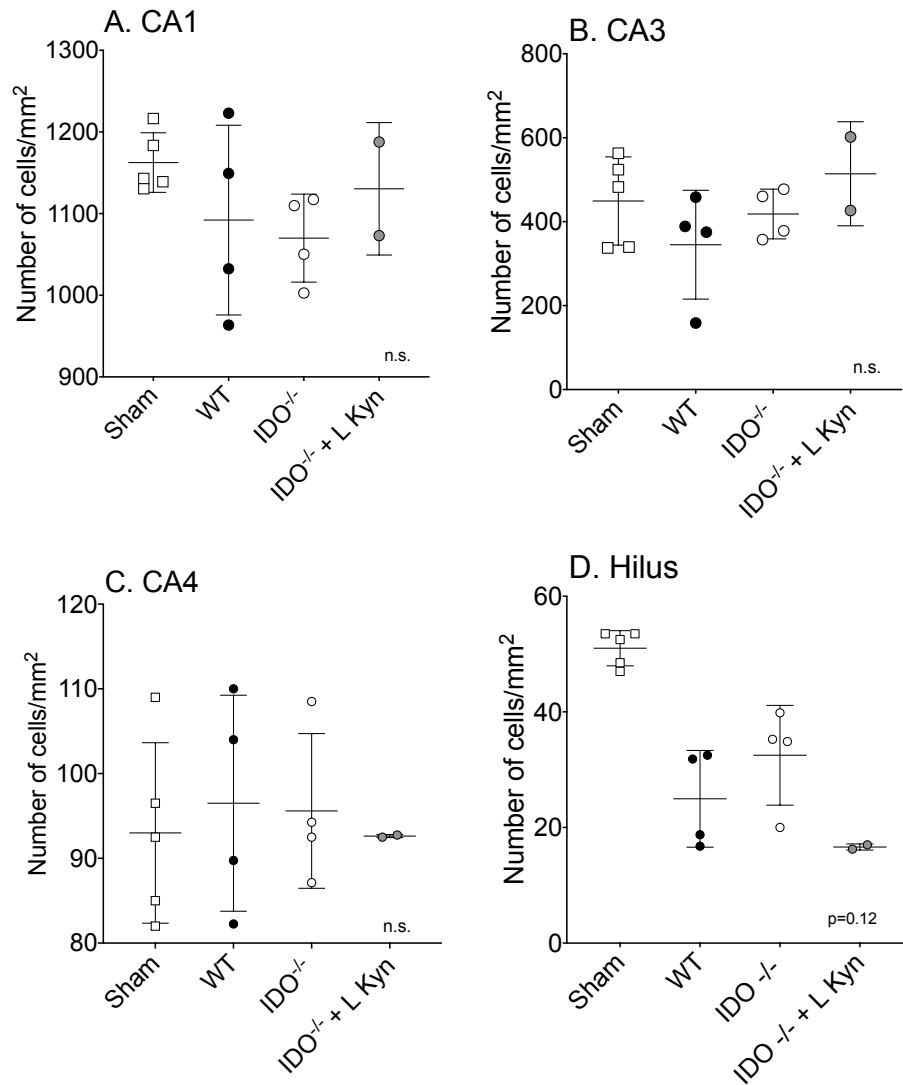 A. CA1
Number of cells/mm²
1300
1200
1100
1000
900
n.s.
Sham
WT
IDO⁻/⁻
IDO⁻/⁻ + L Kyn
B. CA3
Number of cells/mm²
800
600
400
200
0
n.s.
Sham
WT
IDO⁻/⁻
IDO⁻/⁻ + L Kyn
C. CA4
Number of cells/mm²
120
110
100
90
80
n.s.
Sham
WT
IDO⁻/⁻
IDO⁻/⁻ + L Kyn
D. Hilus
Number of cells/mm²
60
40
20
0
p=0.12
Sham
WT
IDO -/-
IDO -/- + L Kyn